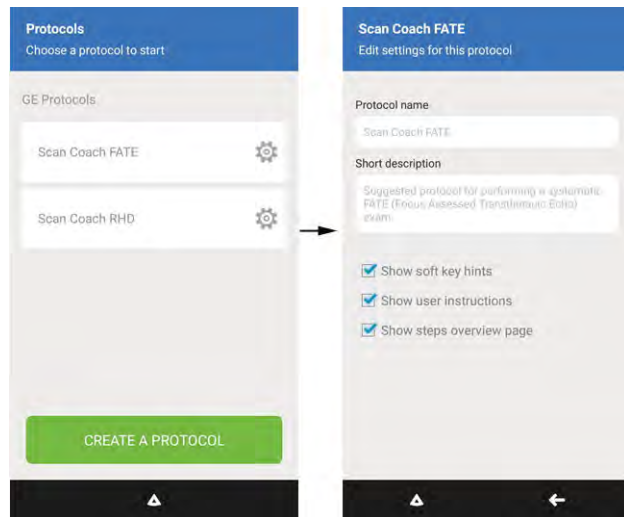 Protocols
Choose a protocol to start
GE Protocols
Scan Coach FATE
Scan Coach RHD
CREATE A PROTOCOL
Scan Coach FATE
Edit settings for this protocol
Protocol name
Scan Coach FATE
Short description
Suggested protocol for performing a systematic
FATE (Focus Assessed Transthoracic Echo)
exam.
Show soft key hints
Show user instructions
Show steps overview page